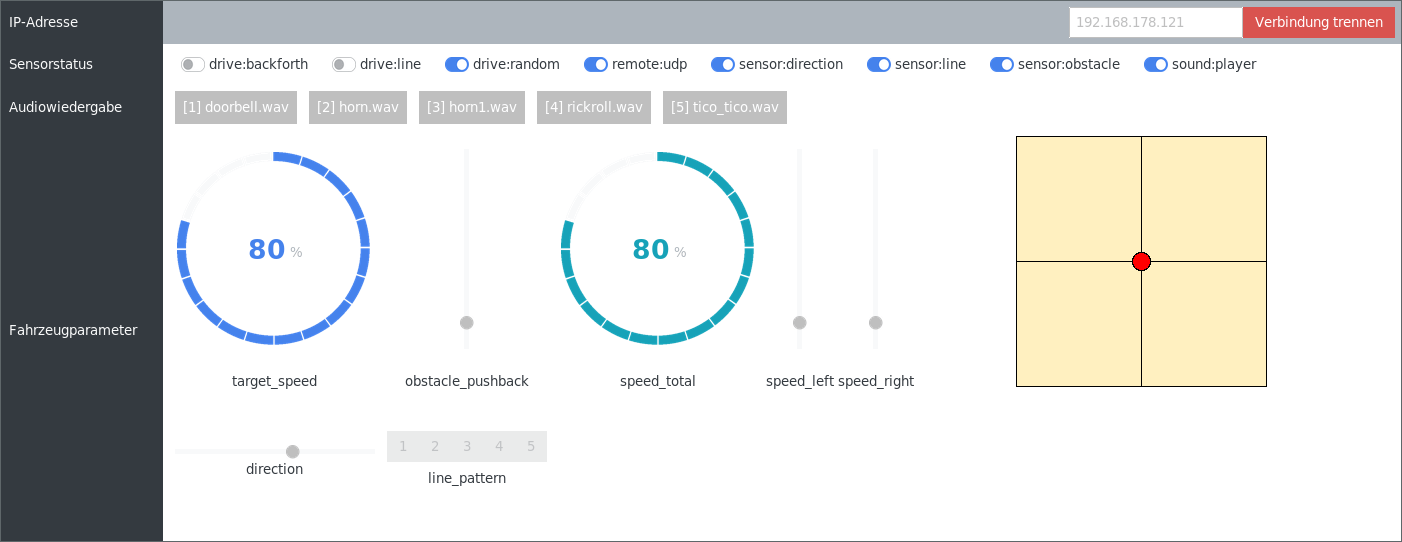 IP-Adresse
192.168.178.121 Verbindung trennen
Sensorstatus
drive:backforth drive:line drive:random remote:udp sensor:direction sensor:line sensor:obstacle sound:player
Audiowiedergabe
[1] doorbell.wav [2] horn.wav [3] horn1.wav [4] rickroll.wav [5] tico_tico.wav
Fahrzeugparameter
80 % 80 %
target_speed obstacle_pushback speed_total speed_left speed_right
1 2 3 4 5
direction line_pattern